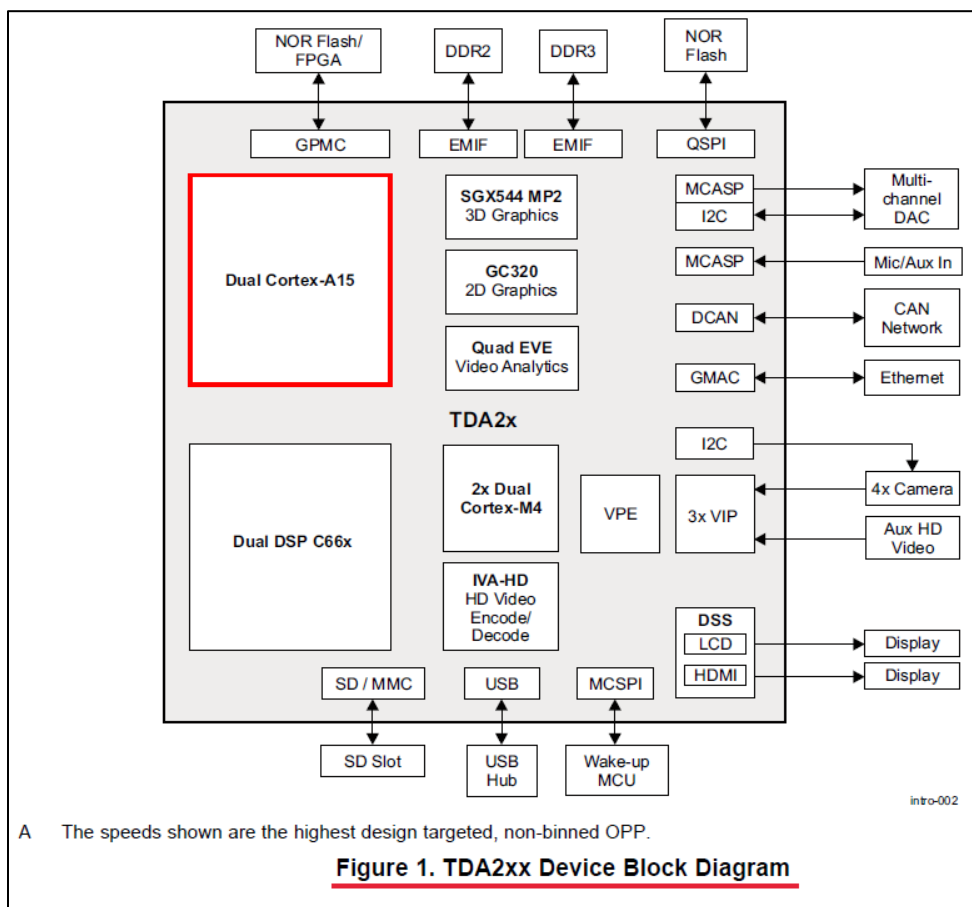 NOR Flash/
FPGA
DDR2
DDR3
NOR
Flash
GPMC
EMIF
EMIF
QSPI
Dual Cortex-A15
SGX544 MP2
3D Graphics
GC320
2D Graphics
Quad EVE
Video Analytics
MCASP
I2C
Multi-
channel
DAC
MCASP
Mic/Aux In
DCAN
CAN
Network
GMAC
Ethernet
TDA2x
I2C
4x Camera
Dual DSP C66x
2x Dual
Cortex-M4
VPE
3x VIP
Aux HD
Video
IVA-HD
HD Video
Encode/
Decode
DSS
LCD
HDMI
Display
Display
SD / MMC
USB
MCSPI
SD Slot
USB
Hub
Wake-up
MCU
intro-002
A The speeds shown are the highest design targeted, non-binned OPP.
Figure 1. TDA2xx Device Block Diagram